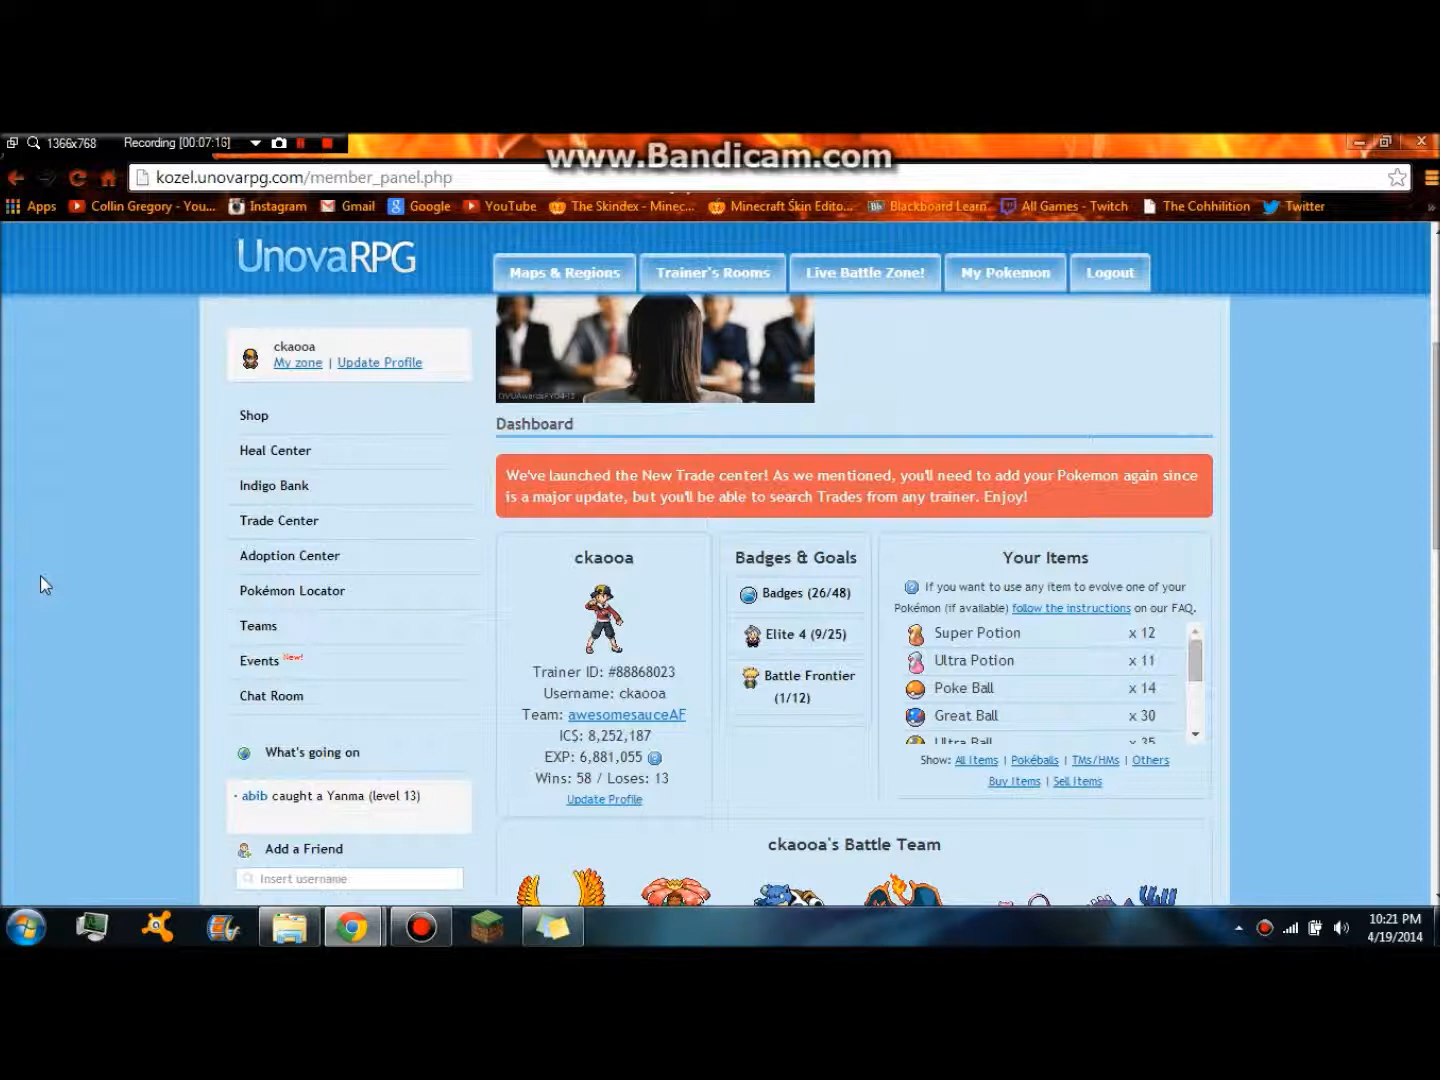 1366x768
Recording [00:07:16]
www.Bandicam.com
kozel.unovarpg.com/member_panel.php
Apps
Collin Gregory - You...
Instagram
Gmail
Google
YouTube
The Skindex - Minec...
Minecraft Skin Edito...
Blackboard Learn
All Games - Twitch
The Cohhilition
Twitter
UnovaRPG
Maps & Regions
Trainer's Rooms
Live Battle Zone!
My Pokemon
Logout
ckaooa
My zone | Update Profile
Shop
Heal Center
Indigo Bank
Trade Center
Adoption Center
Pokémon Locator
Teams
Events New!
Chat Room
What's going on
· abib caught a Yanma (level 13)
Add a Friend
Insert username
Dashboard
We've launched the New Trade center! As we mentioned, you'll need to add your Pokemon again since
is a major update, but you'll be able to search Trades from any trainer. Enjoy!
ckaooa
Trainer ID: #88868023
Username: ckaooa
Team: awesomesauceAF
IC$: 8,252,187
EXP: 6,881,055
Wins: 58 / Loses: 13
Update Profile
Badges & Goals
Badges (26/48)
Elite 4 (9/25)
Battle Frontier
(1/12)
Your Items
If you want to use any item to evolve one of your
Pokémon (if available) follow the instructions on our FAQ.
Super Potion x 12
Ultra Potion x 11
Poke Ball x 14
Great Ball x 30
Ultra Ball x 35
Show: All items | Pokéballs | TMs/HMs | Others
Buy Items | Sell Items
ckaooa's Battle Team
10:21 PM
4/19/2014